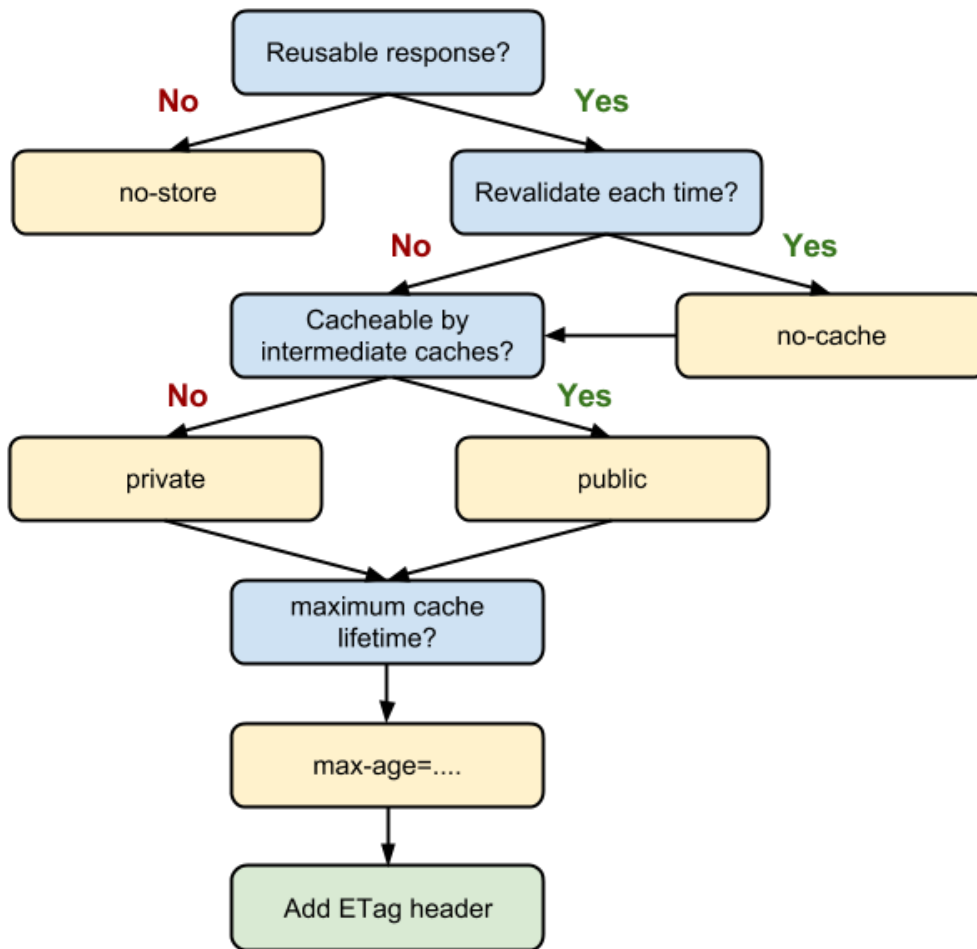 Reusable response?
No
Yes
no-store
Revalidate each time?
No
Yes
Cacheable by
intermediate caches?
no-cache
No
Yes
private
public
maximum cache
lifetime?
max-age=....
Add ETag header